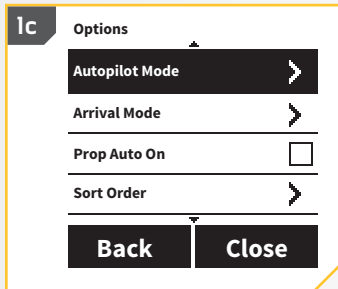 1c
Options
Autopilot Mode
Arrival Mode
Prop Auto On
Sort Order
Back Close